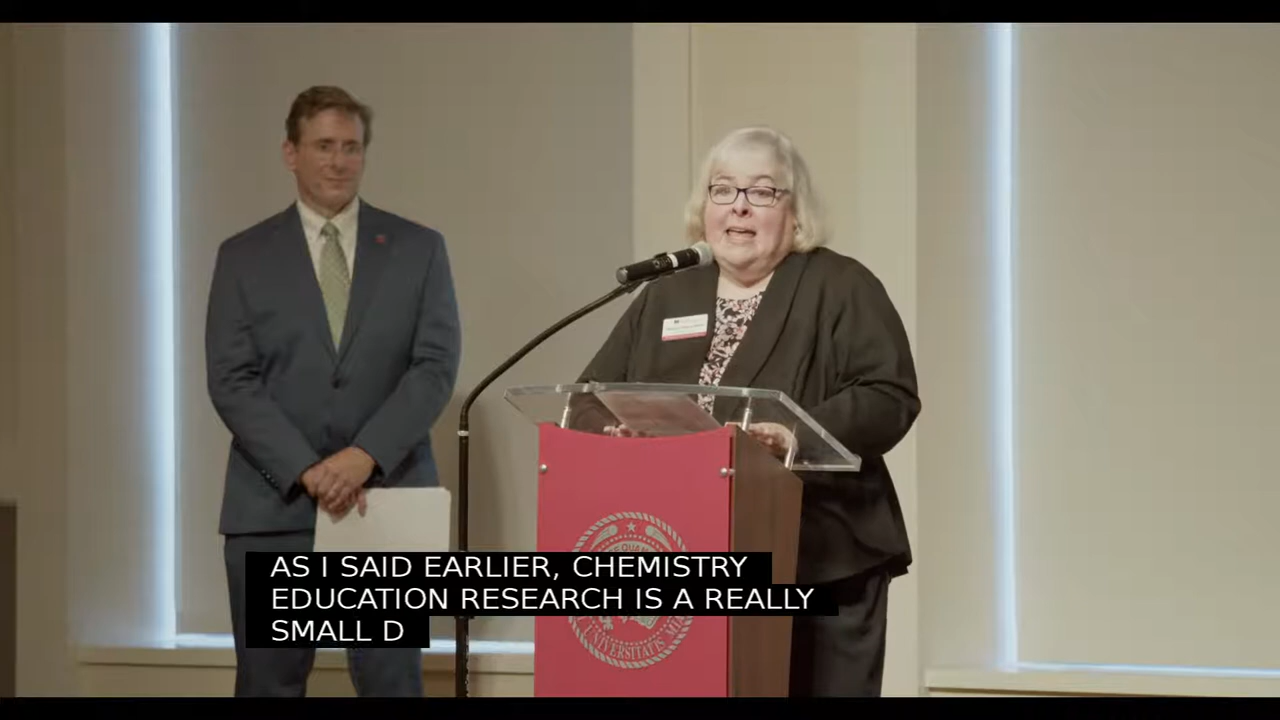 AS I SAID EARLIER, CHEMISTRY
EDUCATION RESEARCH IS A REALLY
SMALL D